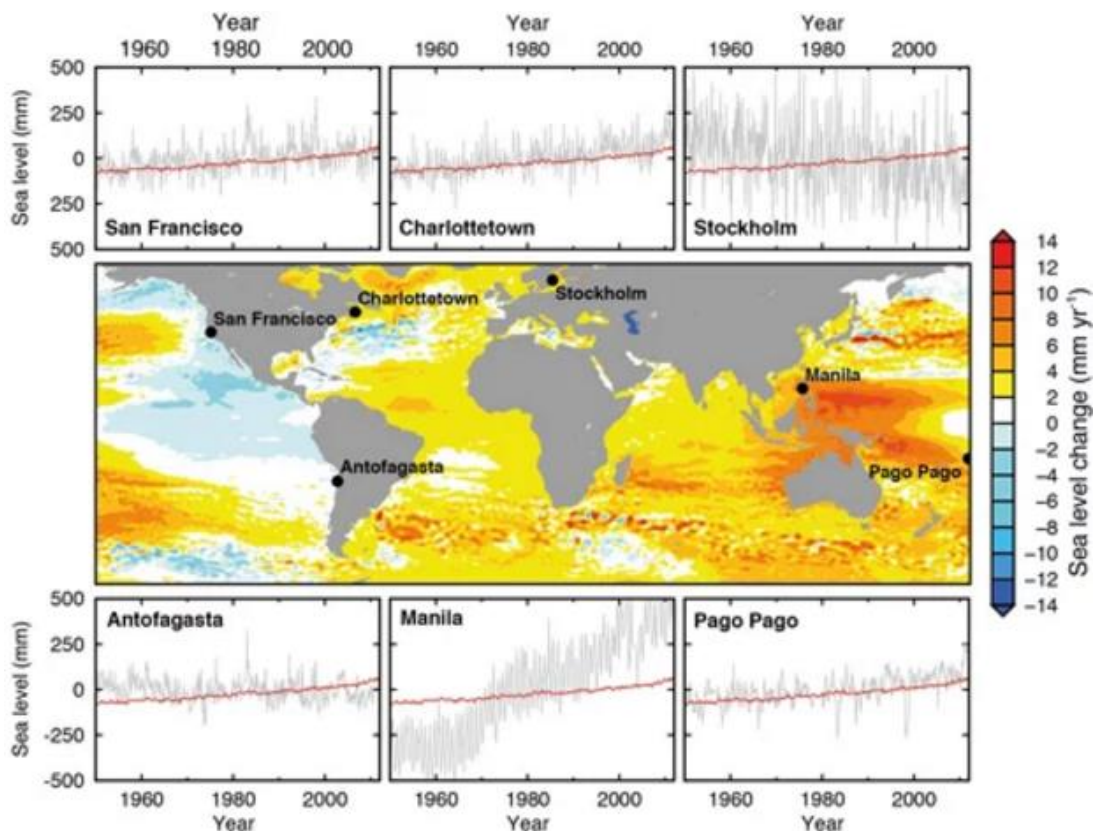 Year Year Year
1960 1980 2000 1960 1980 2000 1960 1980 2000
500
250
0
250
500
Sea level (mm)
San Francisco Charlottetown Stockholm
Charlottetown
Stockholm
San Francisco
Manila
Antofagasta
Pago Pago
14
12
10
8
6
4
2
0
−2
−4
−6
−8
−10
−12
−14
Sea level change (mm yr⁻¹)
Antofagasta Manila Pago Pago
500
250
0
-250
-500
Sea level (mm)
1960 1980 2000 1960 1980 2000 1960 1980 2000
Year Year Year